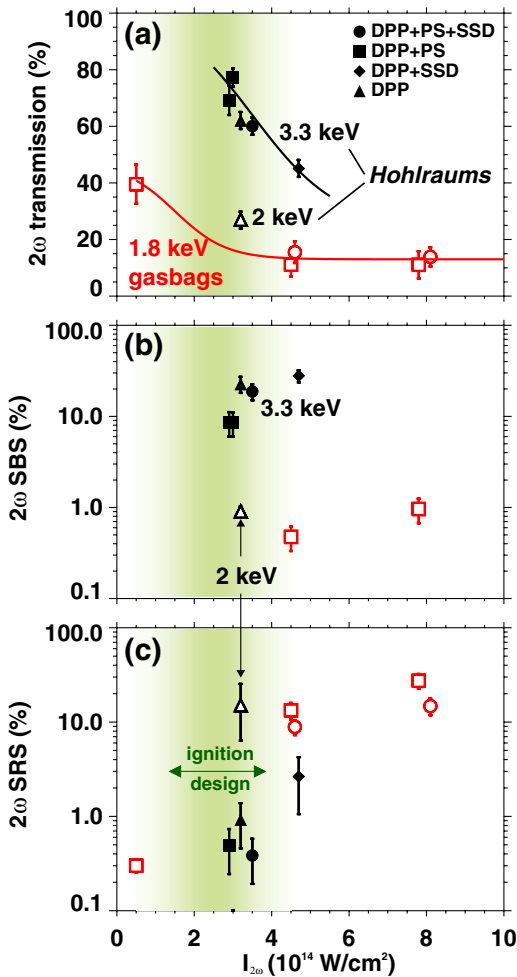 (a)
DPP+PS+SSD
DPP+PS
DPP+SSD
DPP
2ω transmission (%)
100
80
60
40
20
0
3.3 keV
Hohlraums
2 keV
1.8 keV
gasbags
(b)
2ω SBS (%)
100.0
10.0
1.0
0.1
3.3 keV
2 keV
(c)
2ω SRS (%)
100.0
10.0
1.0
0.1
ignition
design
0 2 4 6 8 10
I2ω (10^14 W/cm²)